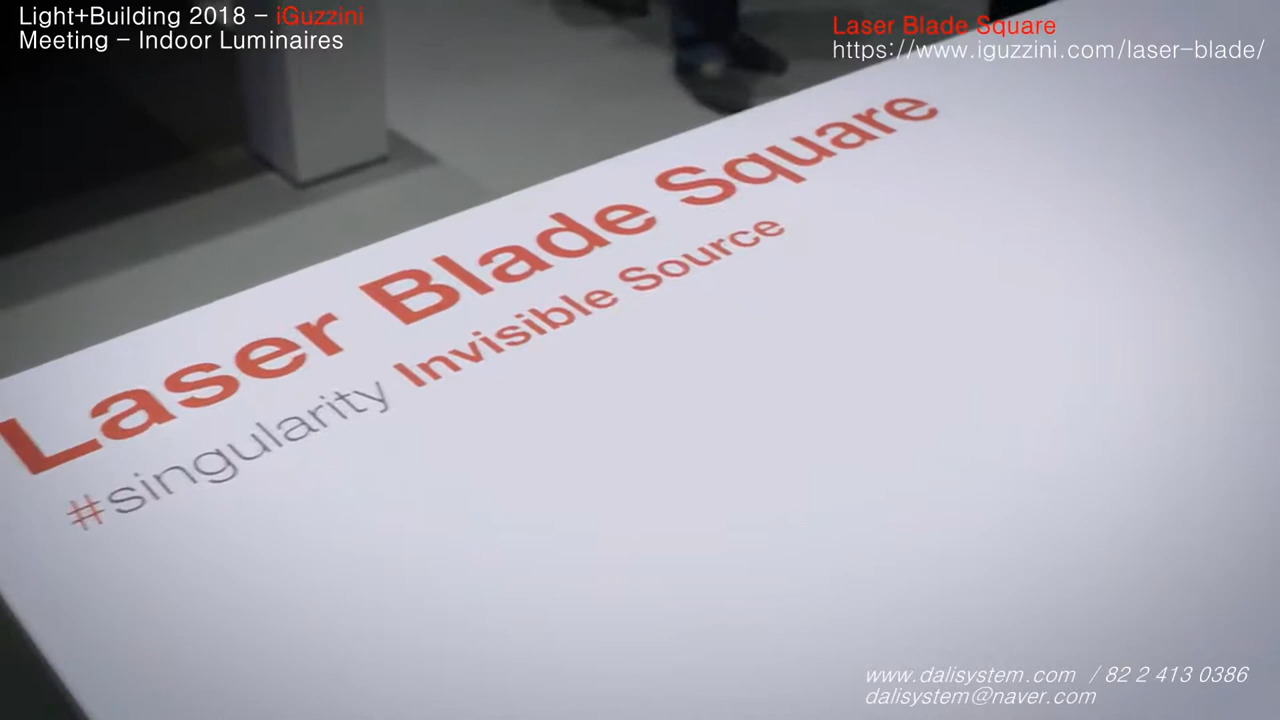 Light+Building 2018 - iGuzzini
Meeting - Indoor Luminaires
Laser Blade Square
https://www.iguzzini.com/laser-blade/
Laser Blade Square
#singularity Invisible Source
www.dalisystem.com / 82 2 413 0386
dalisystem@naver.com